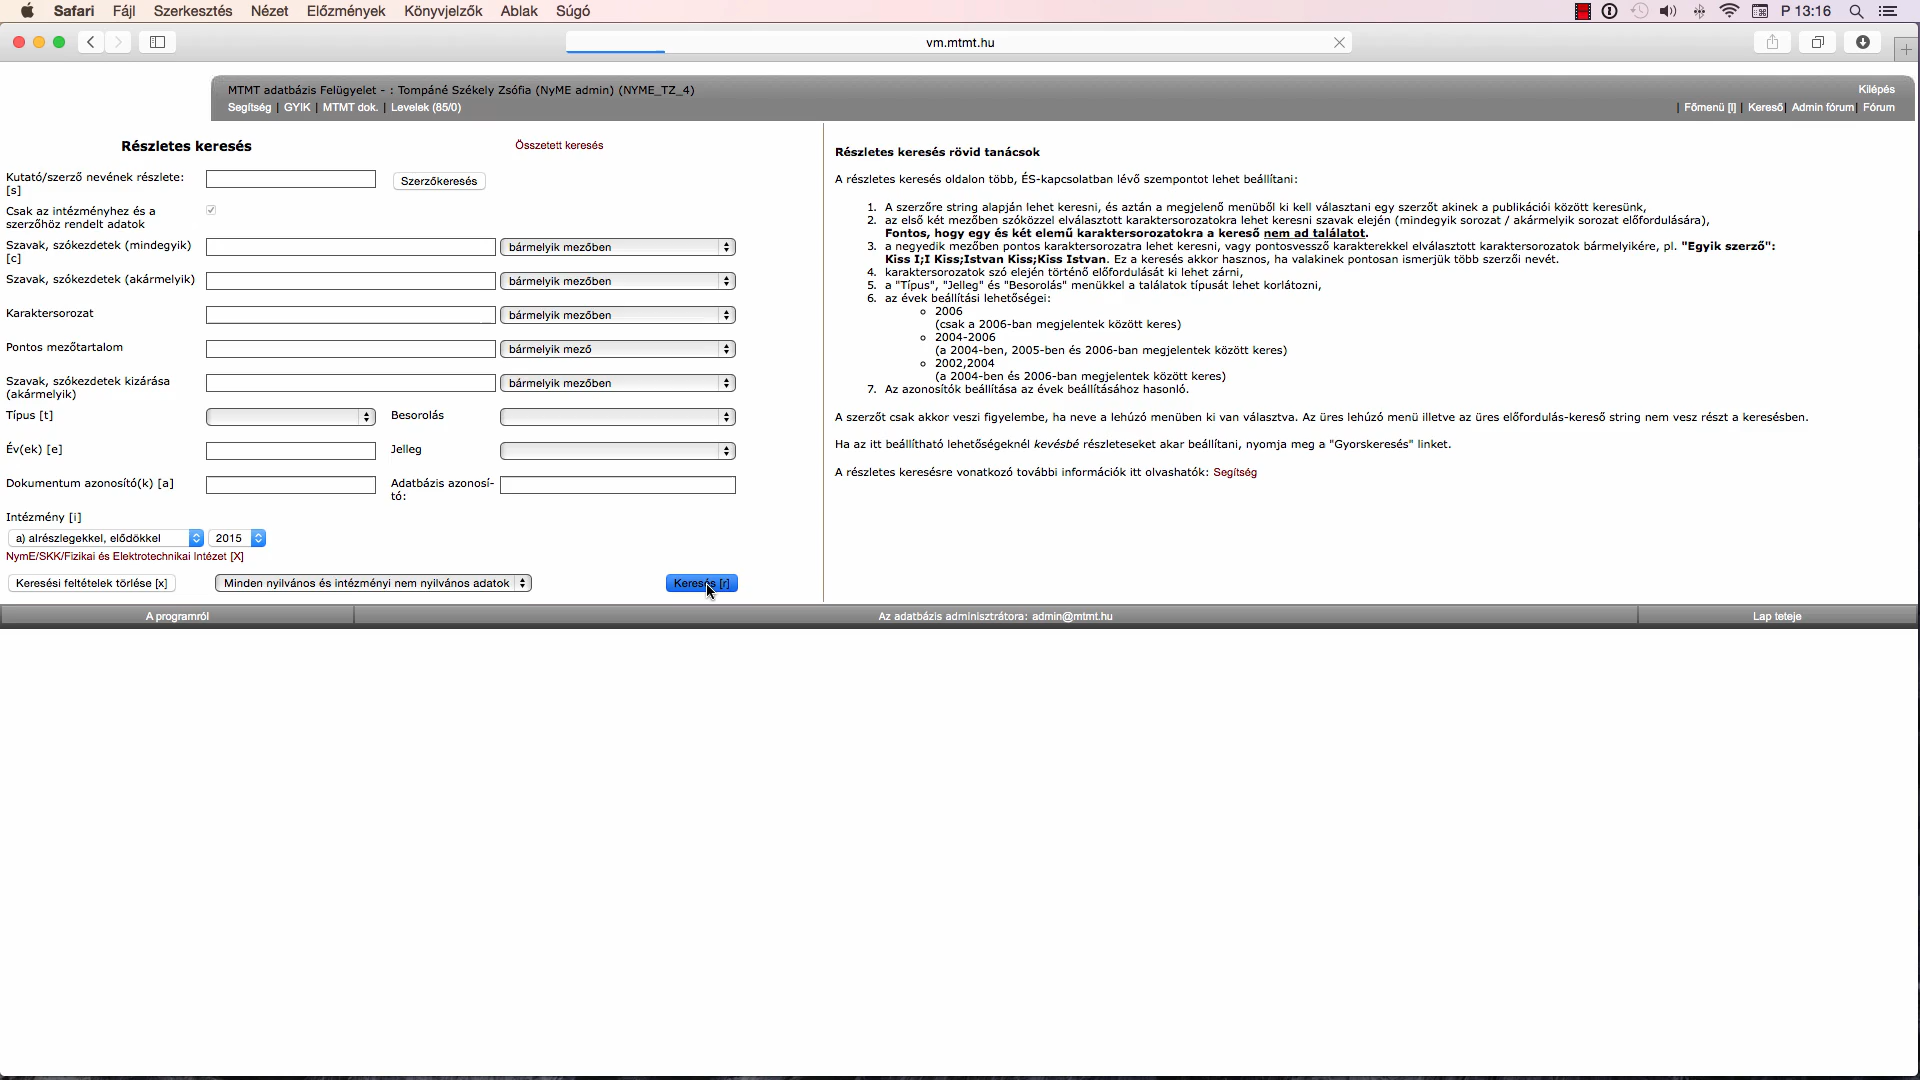 Safari Fájl Szerkesztés Nézet Előzmények Könyvjelzők Ablak Súgó P 13:16
vm.mtmt.hu
MTMT adatbázis Felügyelet - : Tompáné Székely Zsófia (NyME admin) (NYME_TZ_4) Kilépés
Segítség | GYIK | MTMT dok. | Levelek (85/0) | Főmenü [l] | Kereső| Admin fórum| Fórum
Részletes keresés Összetett keresés
Kutató/szerző nevének részlete:
[s]
Szerzőkeresés
Csak az intézményhez és a
szerzőhöz rendelt adatok
Szavak, szókezdetek (mindegyik)
[c]
bármelyik mezőben
Szavak, szókezdetek (akármelyik) bármelyik mezőben
Karaktersorozat bármelyik mezőben
Pontos mezőtartalom bármelyik mező
Szavak, szókezdetek kizárása
(akármelyik)
bármelyik mezőben
Típus [t] Besorolás
Év(ek) [e] Jelleg
Dokumentum azonosító(k) [a] Adatbázis azonosí-
tó:
Intézmény [i]
a) alrészlegekkel, elődökkel 2015
NymE/SKK/Fizikai és Elektrotechnikai Intézet [X]
Keresési feltételek törlése [x] Minden nyilvános és intézményi nem nyilvános adatok Keresés [r]
Részletes keresés rövid tanácsok
A részletes keresés oldalon több, ÉS-kapcsolatban lévő szempontot lehet beállítani:
1. A szerzőre string alapján lehet keresni, és aztán a megjelenő menüből ki kell választani egy szerzőt akinek a publikációi között keresünk,
2. az első két mezőben szóközzel elválasztott karaktersorozatokra lehet keresni szavak elején (mindegyik sorozat / akármelyik sorozat előfordulására),
Fontos, hogy egy és két elemű karaktersorozatokra a kereső nem ad találatot.
3. a negyedik mezőben pontos karaktersorozatra lehet keresni, vagy pontosvessző karakterekkel elválasztott karaktersorozatok bármelyikére, pl. "Egyik szerző":
Kiss I;I Kiss;Istvan Kiss;Kiss Istvan. Ez a keresés akkor hasznos, ha valakinek pontosan ismerjük több szerzői nevét.
4. karaktersorozatok szó elején történő előfordulását ki lehet zárni,
5. a "Típus", "Jelleg" és "Besorolás" menükkel a találatok típusát lehet korlátozni,
6. az évek beállítási lehetőségei:
2006
(csak a 2006-ban megjelentek között keres)
2004-2006
(a 2004-ben, 2005-ben és 2006-ban megjelentek között keres)
2002,2004
(a 2004-ben és 2006-ban megjelentek között keres)
7. Az azonosítók beállítása az évek beállításához hasonló.
A szerzőt csak akkor veszi figyelembe, ha neve a lehúzó menüben ki van választva. Az üres lehúzó menü illetve az üres előfordulás-kereső string nem vesz részt a keresésben.
Ha az itt beállítható lehetőségeknél kevésbé részleteseket akar beállítani, nyomja meg a "Gyorskeresés" linket.
A részletes keresésre vonatkozó további információk itt olvashatók: Segítség
A programról Az adatbázis adminisztrátora: admin@mtmt.hu Lap teteje